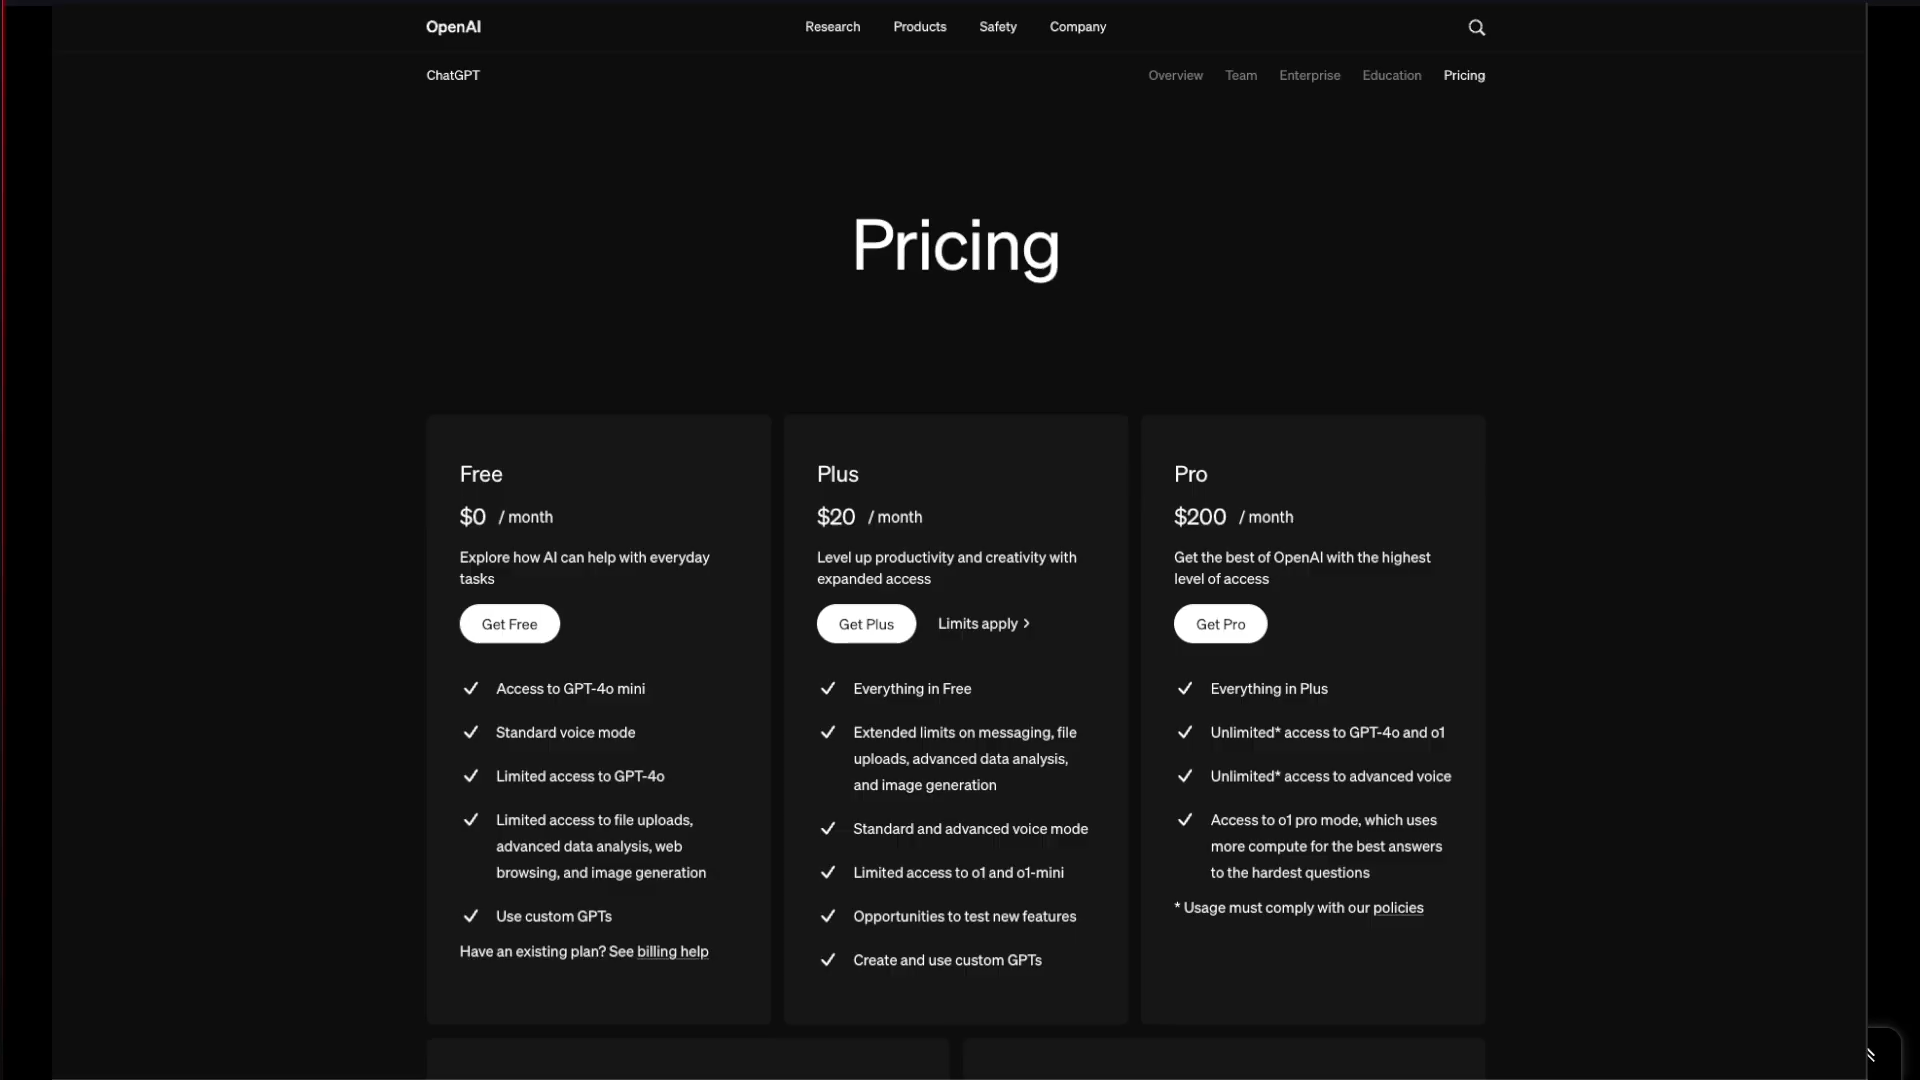 OpenAI
Research Products Safety Company
ChatGPT
Overview Team Enterprise Education Pricing
Pricing
Free
$0 / month
Explore how AI can help with everyday
tasks
Get Free
Access to GPT-4o mini
Standard voice mode
Limited access to GPT-4o
Limited access to file uploads,
advanced data analysis, web
browsing, and image generation
Use custom GPTs
Have an existing plan? See billing help
Plus
$20 / month
Level up productivity and creativity with
expanded access
Get Plus Limits apply >
Everything in Free
Extended limits on messaging, file
uploads, advanced data analysis,
and image generation
Standard and advanced voice mode
Limited access to o1 and o1-mini
Opportunities to test new features
Create and use custom GPTs
Pro
$200 / month
Get the best of OpenAI with the highest
level of access
Get Pro
Everything in Plus
Unlimited* access to GPT-4o and o1
Unlimited* access to advanced voice
Access to o1 pro mode, which uses
more compute for the best answers
to the hardest questions
* Usage must comply with our policies